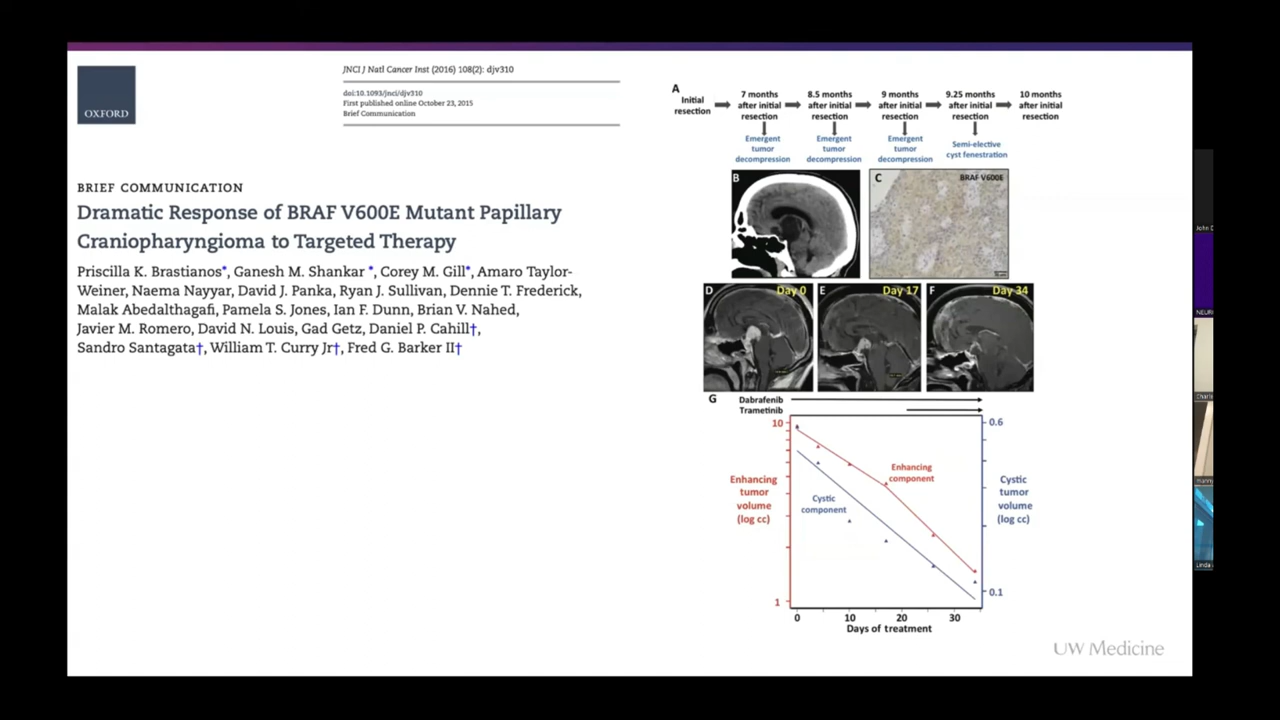 OXFORD
JNCI J Natl Cancer Inst (2016) 108(2): djv310
doi:10.1093/jnci/djv310
First published online October 23, 2015
Brief Communication
BRIEF COMMUNICATION
Dramatic Response of BRAF V600E Mutant Papillary
Craniopharyngioma to Targeted Therapy
Priscilla K. Brastianos*, Ganesh M. Shankar *, Corey M. Gill*, Amaro Taylor-
Weiner, Naema Nayyar, David J. Panka, Ryan J. Sullivan, Dennie T. Frederick,
Malak Abedalthagafi, Pamela S. Jones, Ian F. Dunn, Brian V. Nahed,
Javier M. Romero, David N. Louis, Gad Getz, Daniel P. Cahill†,
Sandro Santagata†, William T. Curry Jr†, Fred G. Barker II†
A
Initial
resection
7 months
after initial
resection
8.5 months
after initial
resection
9 months
after initial
resection
9.25 months
after initial
resection
10 months
after initial
resection
Emergent
tumor
decompression
Emergent
tumor
decompression
Emergent
tumor
decompression
Semi-elective
cyst fenestration
B
C
BRAF V600E
D
Day 0
E
Day 17
F
Day 34
G
Dabrafenib
Trametinib
10
1
Enhancing
tumor
volume
(log cc)
Enhancing
component
Cystic
component
0.6
0.1
Cystic
tumor
volume
(log cc)
0 10 20 30
Days of treatment
UW Medicine
John D
NEUR
Charl
manny
Linda